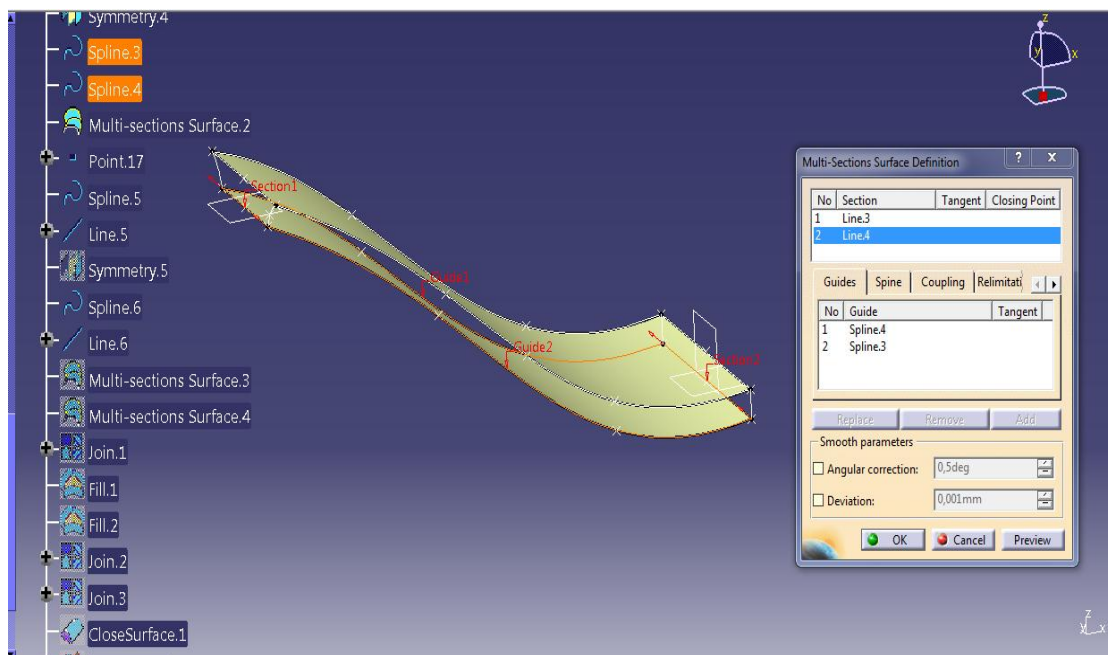 Symmetry.4
Spline.3
Spline.4
Multi-sections Surface.2
Point.17
Spline.5
Line.5
Symmetry.5
Spline.6
Line.6
Multi-sections Surface.3
Multi-sections Surface.4
Join.1
Fill.1
Fill.2
Join.2
Join.3
CloseSurface.1
Section1
Guide1
Guide2
Section2
z
y
x
Multi-Sections Surface Definition
? X
No Section Tangent Closing Point
1 Line.3
2 Line.4
Guides Spine Coupling Relimitati
No Guide Tangent
1 Spline.4
2 Spline.3
Replace Remove Add
Smooth parameters
Angular correction: 0,5deg
Deviation: 0,001mm
OK Cancel Preview
z
y x